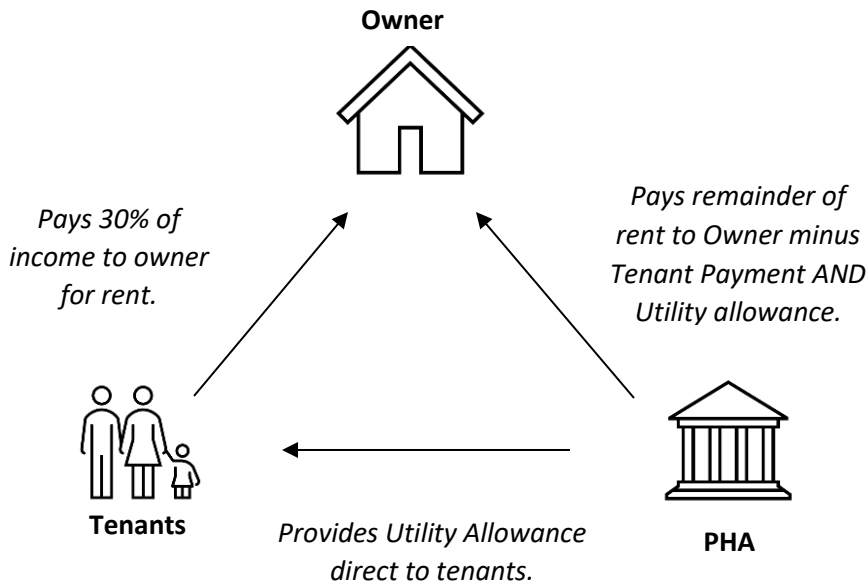 Owner
Pays 30% of
income to owner
for rent.
Pays remainder of
rent to Owner minus
Tenant Payment AND
Utility allowance.
Tenants
Provides Utility Allowance
direct to tenants.
PHA